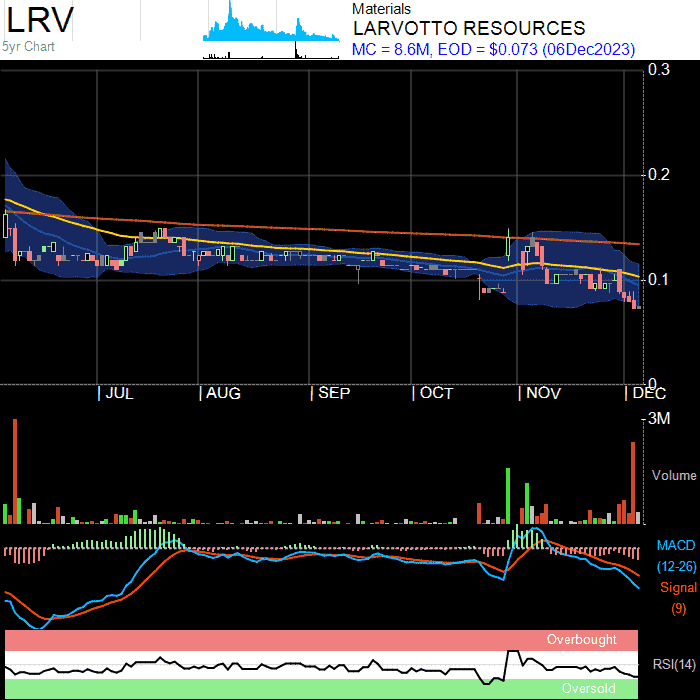 LRV
5yr Chart
Materials
LARVOTTO RESOURCES
MC = 8.6M, EOD = $0.073 (06Dec2023)
0.3
0.2
0.1
0
JUL AUG SEP OCT NOV DEC
3M
Volume
MACD
(12-26)
Signal
(9)
Overbought
RSI(14)
Oversold